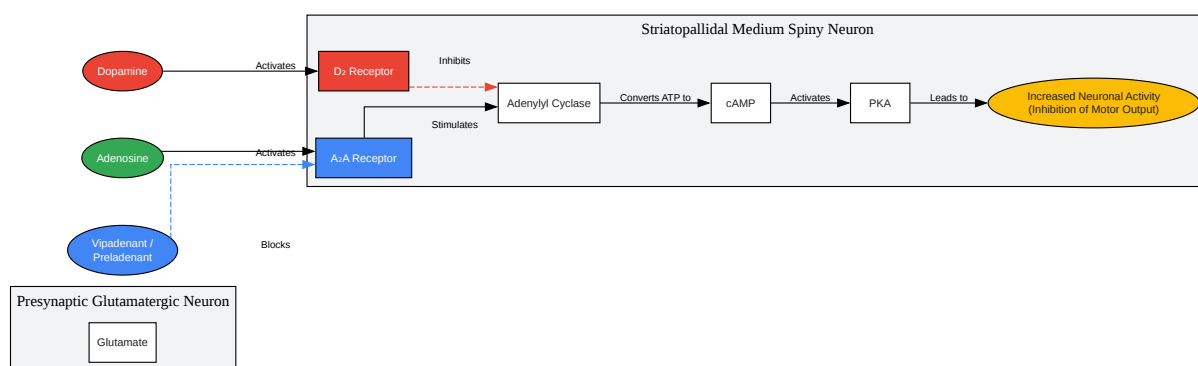 Striatopallidal Medium Spiny Neuron
Dopamine
Activates
D₂ Receptor
Inhibits
Adenylyl Cyclase
Converts ATP to
cAMP
Activates
PKA
Leads to
Increased Neuronal Activity
(Inhibition of Motor Output)
Stimulates
Adenosine
Activates
A₂A Receptor
Vipadenant /
Preladenant
Blocks
Presynaptic Glutamatergic Neuron
Glutamate